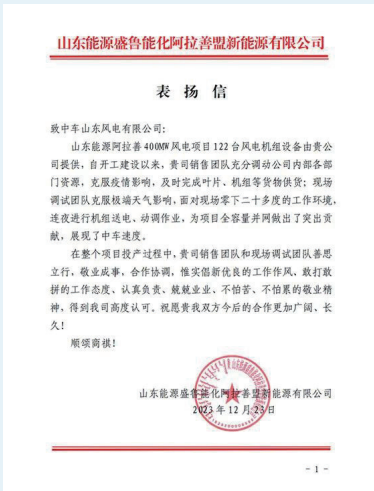 山东能源盛鲁能化阿拉善盟新能源有限公司
表扬信
致中车山东风电有限公司：
山东能源阿拉善400MW风电项目122台风电机组设备由贵公
司提供，自开工建设以来，贵司销售团队充分调动公司内部各部
门资源，克服疫情影响，及时完成叶片、机组等货物供货；现场
调试团队克服极端天气影响，面对现场零下二十多度的工作环境，
连夜进行机组送电、动调作业，为项目全容量并网做出了突出贡
献，展现了中车速度。
在整个项目投产过程中，贵司销售团队和现场调试团队善思
立行，敬业成事，合作协调，惟实倡新优良的工作作风、敢打敢
拼的工作态度、认真负责、兢兢业业、不怕苦、不怕累的敬业精
神，得到我司高度认可。祝愿贵我双方今后的合作更加广阔、长
久！
顺颂商祺！
山东能源盛鲁能化阿拉善盟新能源有限公司
2023年12月23日
- 1 -